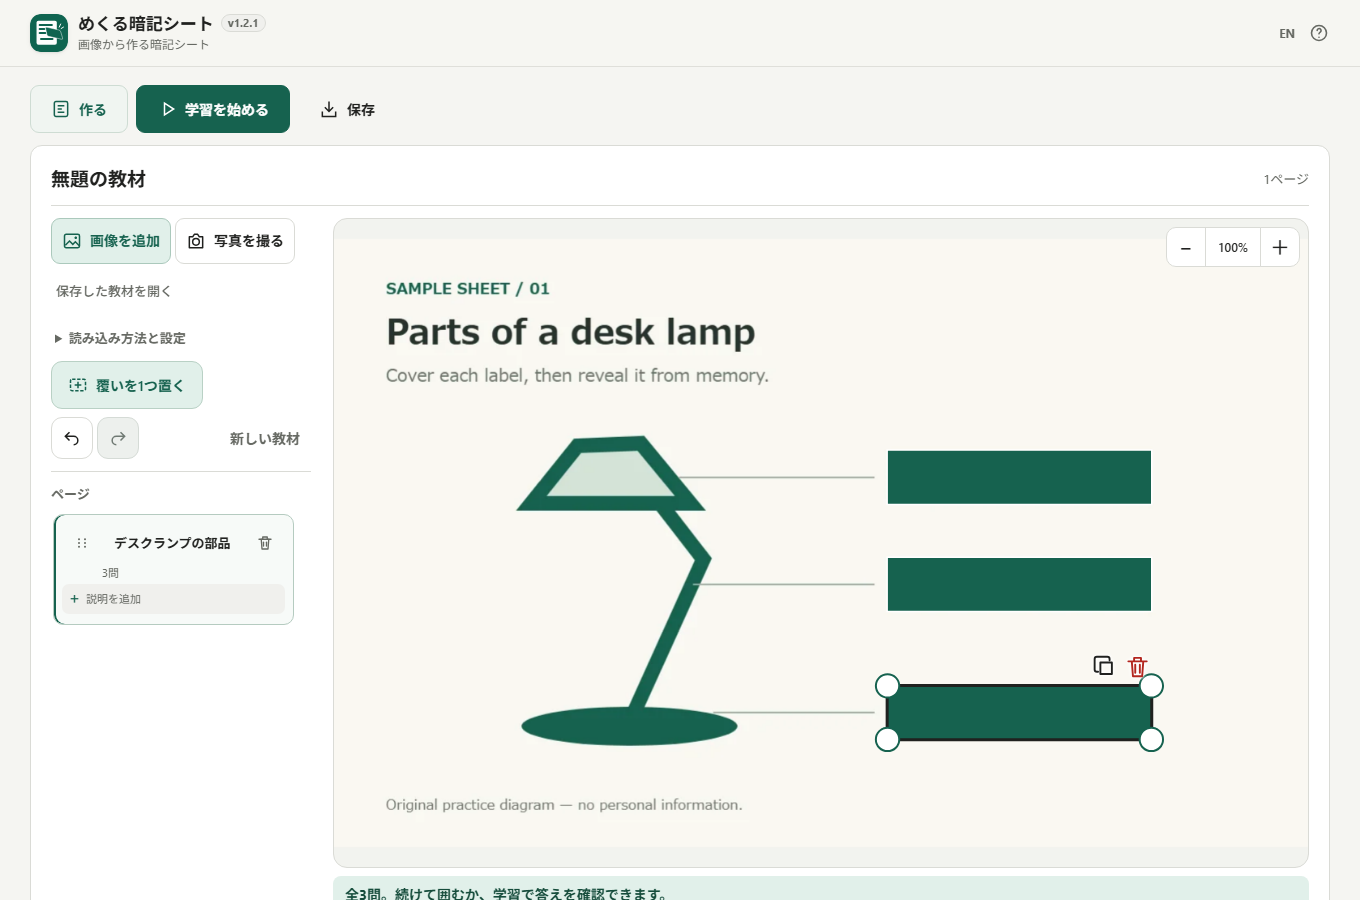 めくる暗記シート v1.2.1
画像から作る暗記シート
EN
作る
学習を始める
保存
無題の教材
1ページ
画像を追加
写真を撮る
保存した教材を開く
読み込み方法と設定
覆いを1つ置く
新しい教材
ページ
デスクランプの部品
3問
+ 説明を追加
− 100% +
SAMPLE SHEET / 01
Parts of a desk lamp
Cover each label, then reveal it from memory.
Original practice diagram — no personal information.
全3問。続けて囲むか、学習で答えを確認できます。